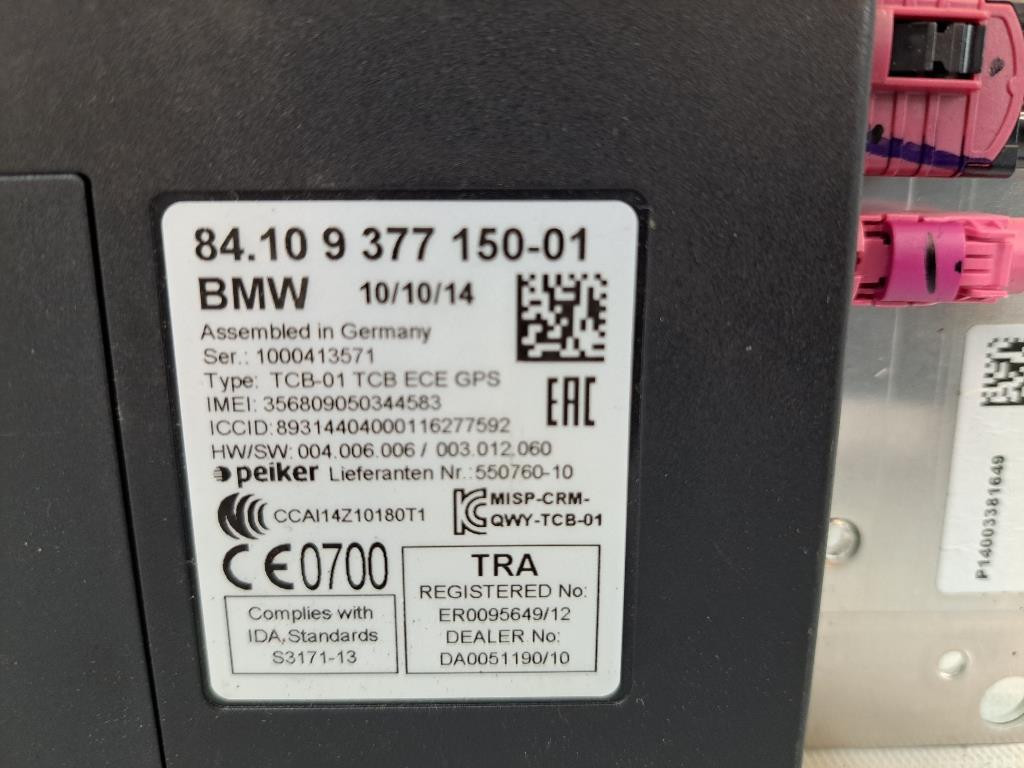 84.10 9 377 150-01
BMW 10/10/14
Assembled in Germany
Ser.: 1000413571
Type: TCB-01 TCB ECE GPS
IMEI: 356809050344583
ICCID: 89314404000116277592
HW/SW: 004.006.006 / 003.012.060
peiker Lieferanten Nr.: 550760-10
EAC
CCAI14Z10180T1
MISP-CRM-
QWY-TCB-01
CE0700
Complies with
IDA Standards
S3171-13
TRA
REGISTERED No:
ER0095649/12
DEALER No:
DA0051190/10
P14003381649